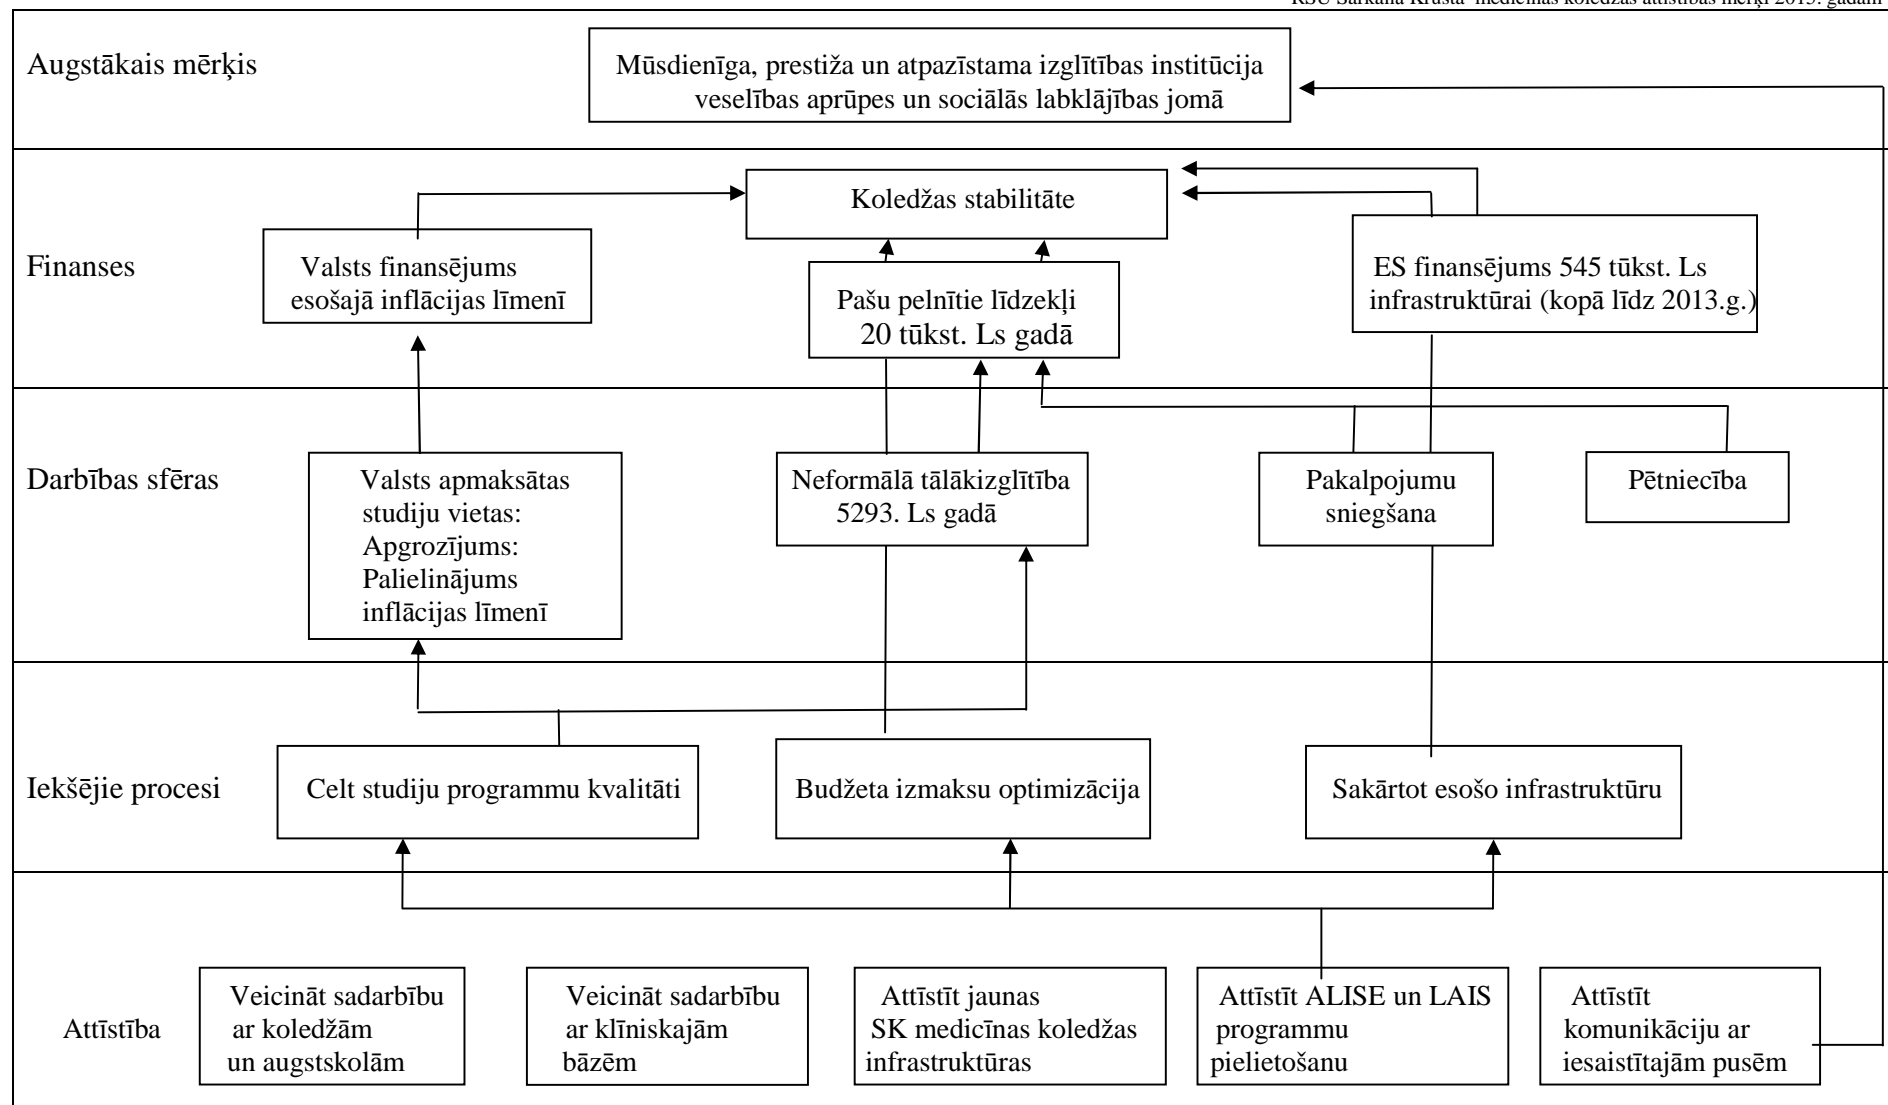 RSU Sarkanā Krusta medicīnas koledžas attīstības mērķi 2013. gadam
Augstākais mērķis
Mūsdienīga, prestiža un atpazīstama izglītības institūcija
veselības aprūpes un sociālās labklājības jomā
Koledžas stabilitāte
Finanses
Valsts finansējums
esošajā inflācijas līmenī
Pašu pelnītie līdzekļi
20 tūkst. Ls gadā
ES finansējums 545 tūkst. Ls
infrastruktūrai (kopā līdz 2013.g.)
Darbības sfēras
Valsts apmaksātas
studiju vietas:
Apgrozījums:
Palielinājums
inflācijas līmenī
Neformālā tālākizglītība
5293. Ls gadā
Pakalpojumu
sniegšana
Pētniecība
Iekšējie procesi
Celt studiju programmu kvalitāti
Budžeta izmaksu optimizācija
Sakārtot esošo infrastruktūru
Attīstība
Veicināt sadarbību
ar koledžām
un augstskolām
Veicināt sadarbību
ar klīniskajām
bāzēm
Attīstīt jaunas
SK medicīnas koledžas
infrastruktūras
Attīstīt ALISE un LAIS
programmu
pielietošanu
Attīstīt
komunikāciju ar
iesaistītajām pusēm